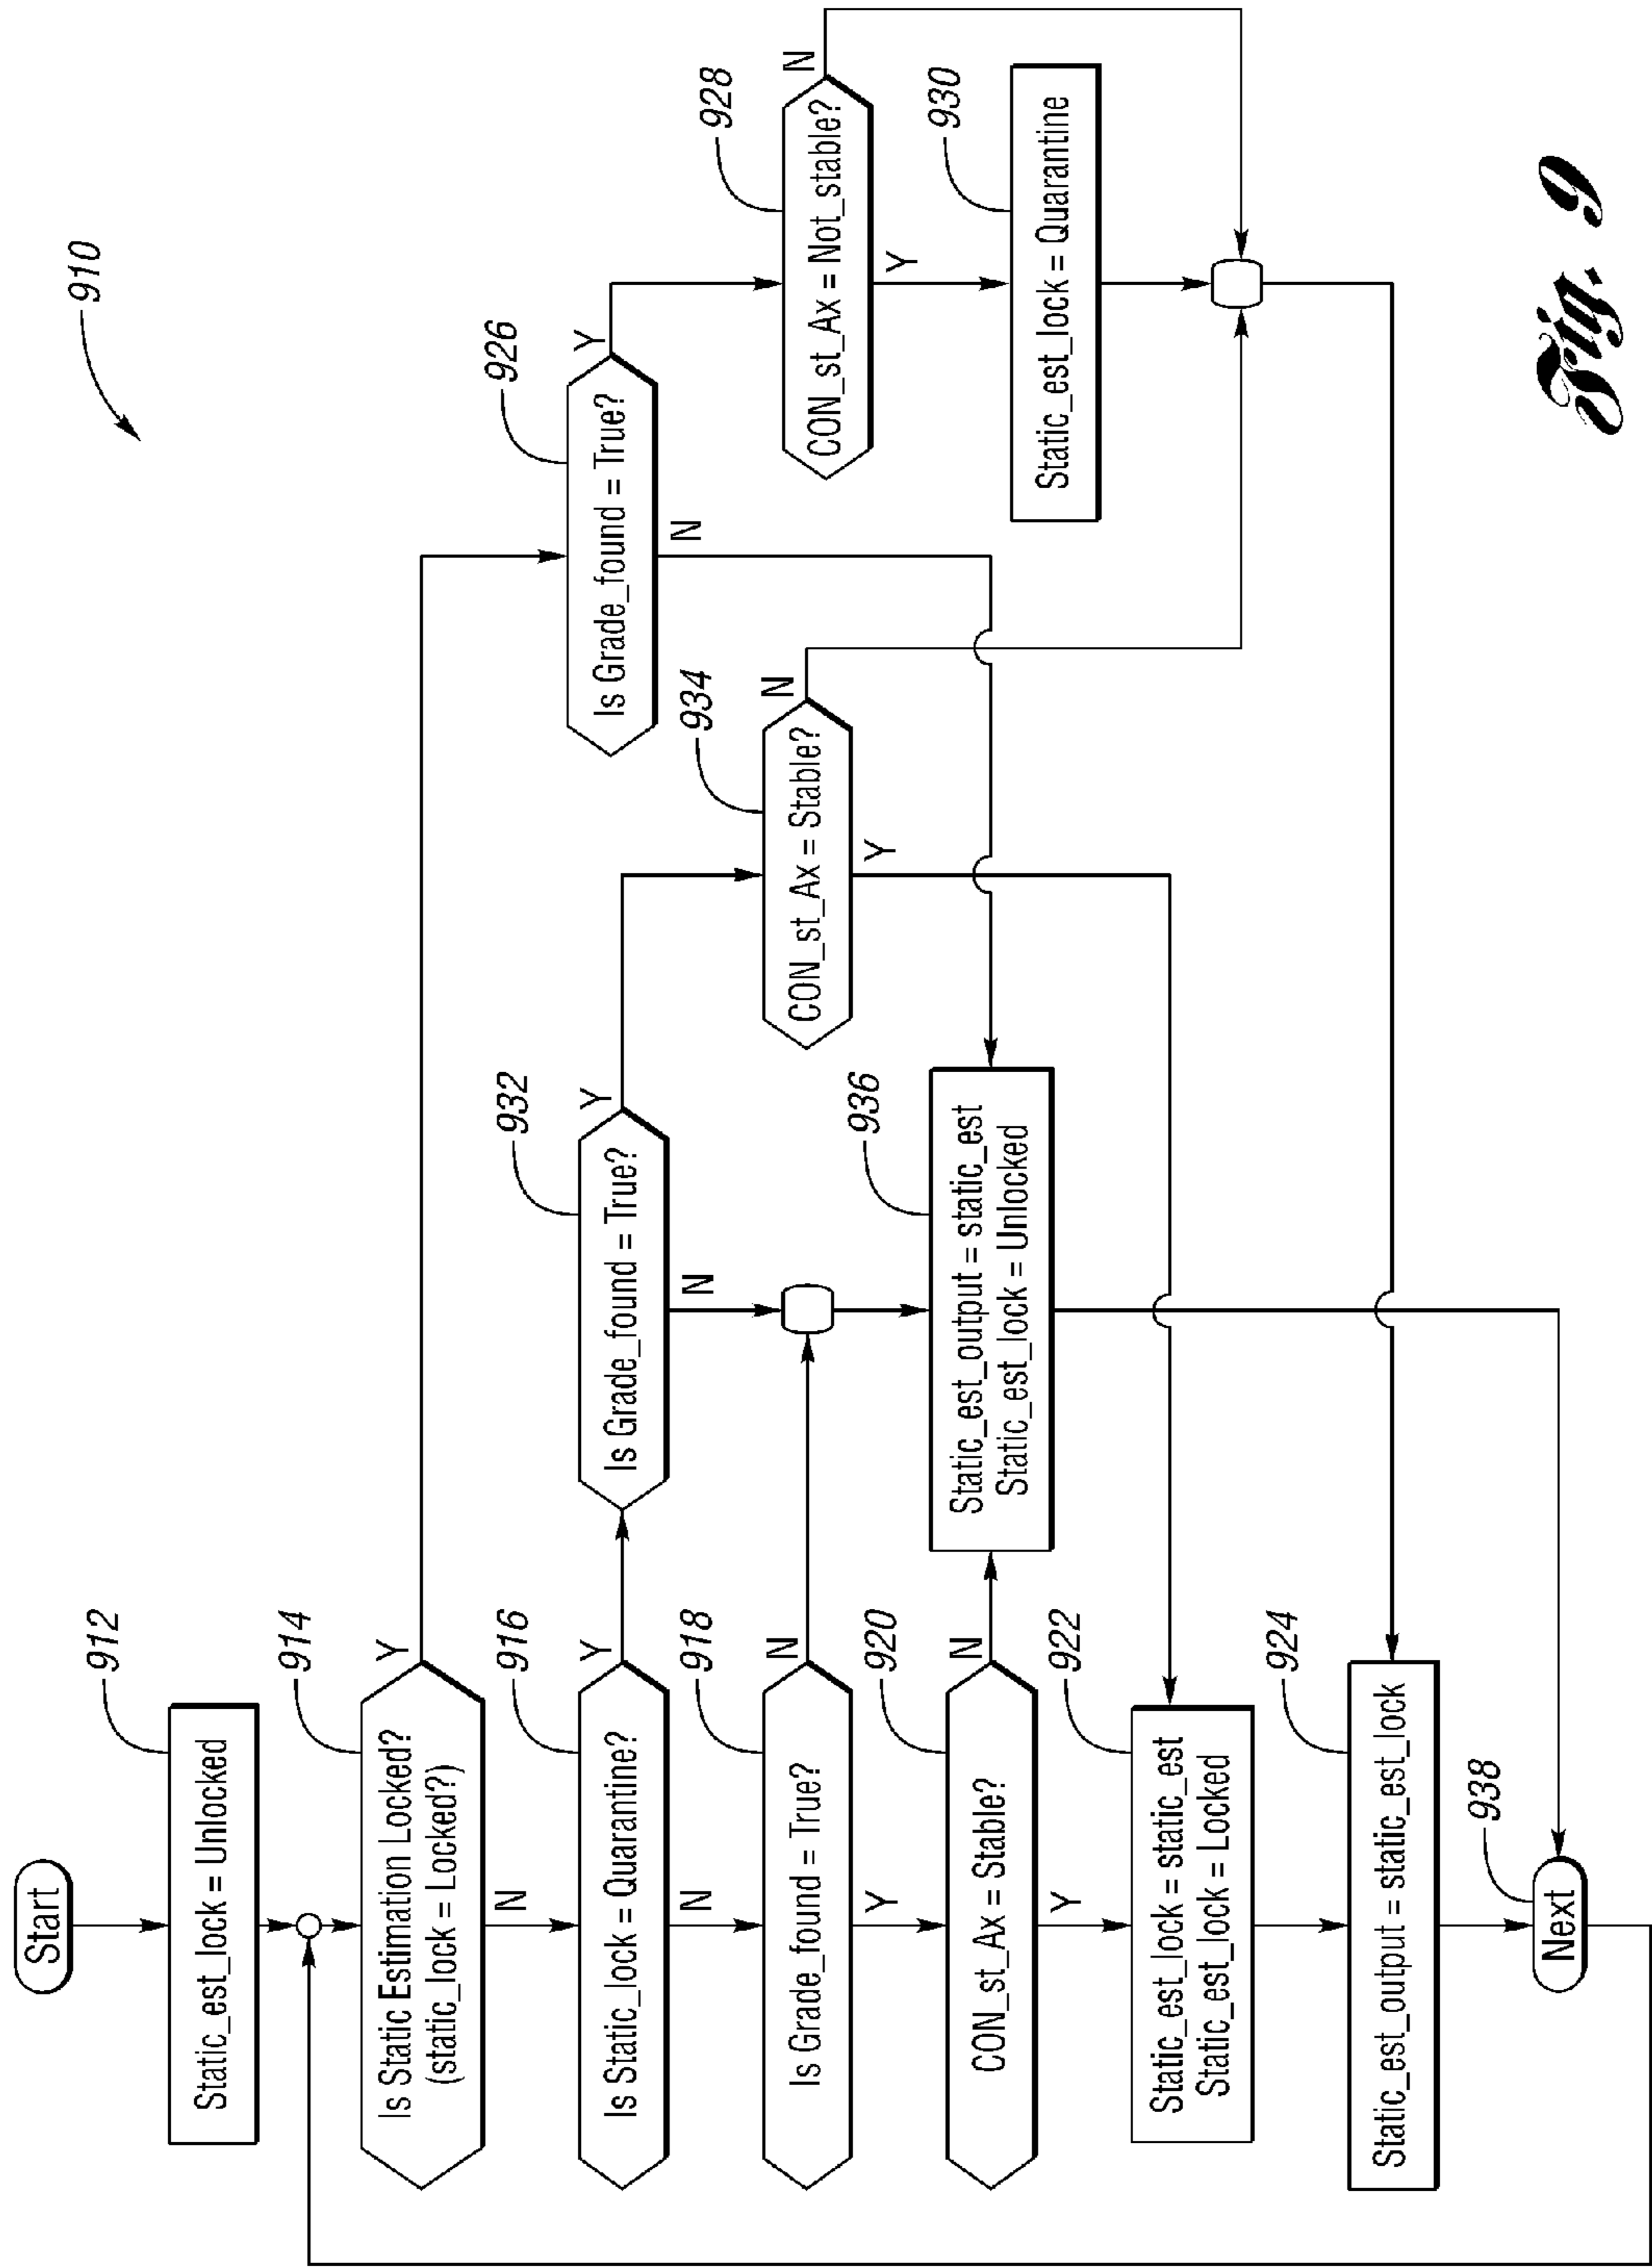 910
Start
912
Static_est_lock = Unlocked
914
Is Static Estimation Locked?
(static_lock = Locked?)
Y
N
916
Is Static_lock = Quarantine?
Y
N
918
Is Grade_found = True?
N
Y
920
CON_st_Ax = Stable?
N
Y
922
Static_est_lock = static_est
Static_est_lock = Locked
924
Static_est_output = static_est_lock
938
Next
932
Is Grade_found = True?
Y
N
936
Static_est_output = static_est
Static_est_lock = Unlocked
934
CON_st_Ax = Stable?
N
Y
926
Is Grade_found = True?
Y
N
928
CON_st_Ax = Not_stable?
N
Y
930
Static_est_lock = Quarantine
Fig. 6